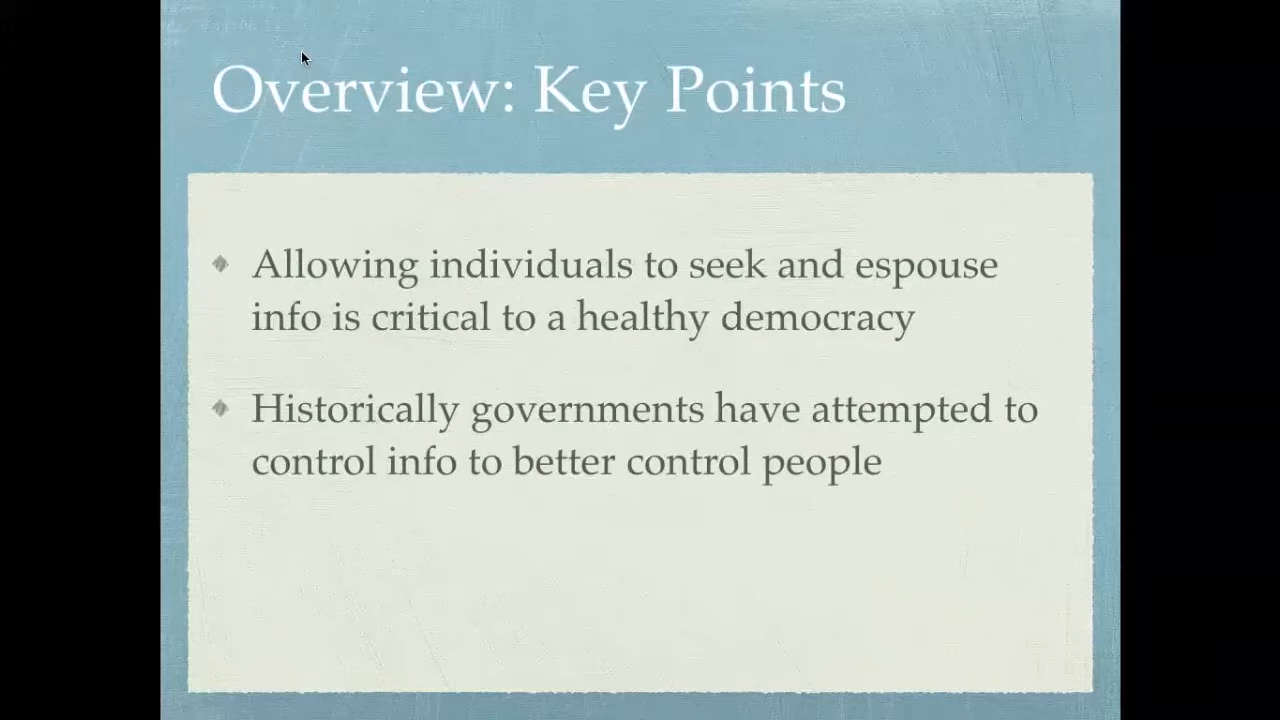 Overview: Key Points
Allowing individuals to seek and espouse
info is critical to a healthy democracy
Historically governments have attempted to
control info to better control people